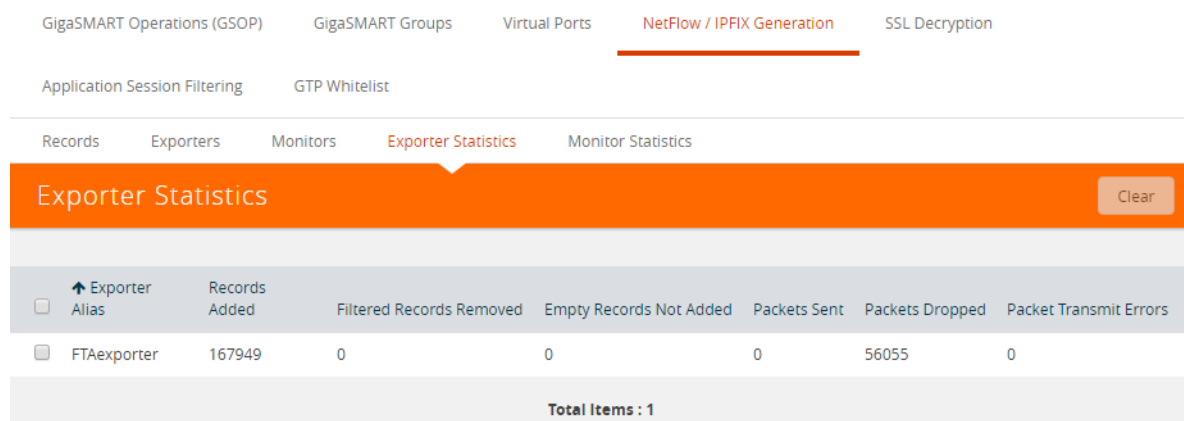 GigaSMART Operations (GSOP) GigaSMART Groups Virtual Ports NetFlow / IPFIX Generation SSL Decryption
Application Session Filtering GTP Whitelist
Records Exporters Monitors Exporter Statistics Monitor Statistics
Exporter Statistics Clear
Exporter Alias Records Added Filtered Records Removed Empty Records Not Added Packets Sent Packets Dropped Packet Transmit Errors
FTAexporter 167949 0 0 0 56055 0
Total Items : 1